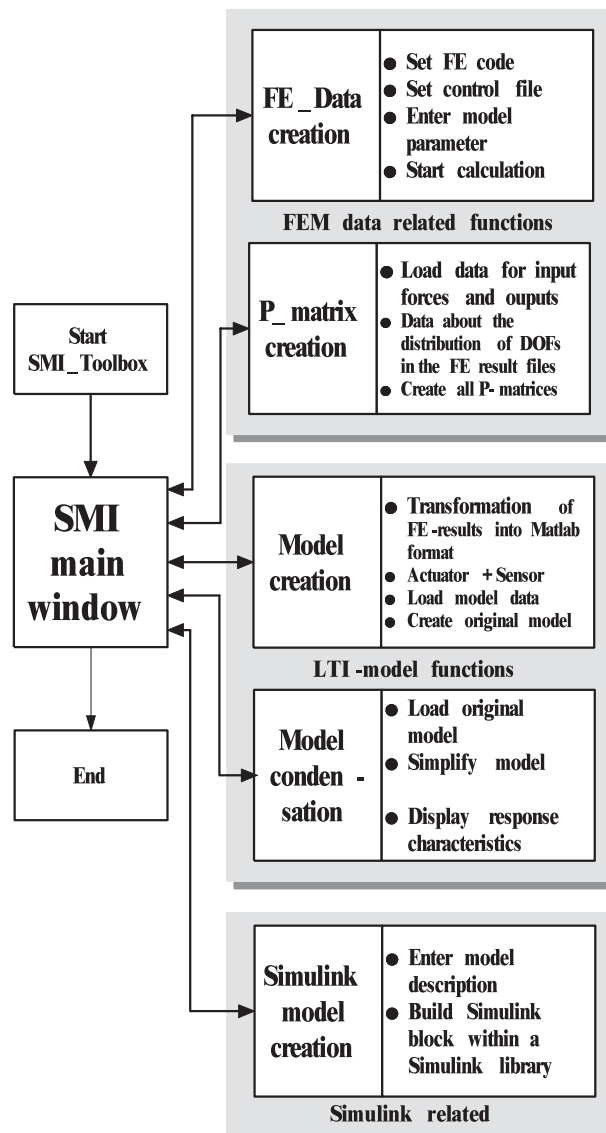 FE_Data
creation
● Set FE code
● Set control file
● Enter model
parameter
● Start calculation
FEM data related functions
P_ matrix
creation
● Load data for input
forces and ouputs
● Data about the
distribution of DOFs
in the FE result files
● Create all P- matrices
Start
SMI_Toolbox
SMI
main
window
End
Model
creation
● Transformation of
FE-results into Matlab
format
● Actuator + Sensor
● Load model data
● Create original model
LTI -model functions
Model
conden -
sation
● Load original
model
● Simplify model
● Display response
characteristics
Simulink
model
creation
● Enter model
description
● Build Simulink
block within a
Simulink library
Simulink related